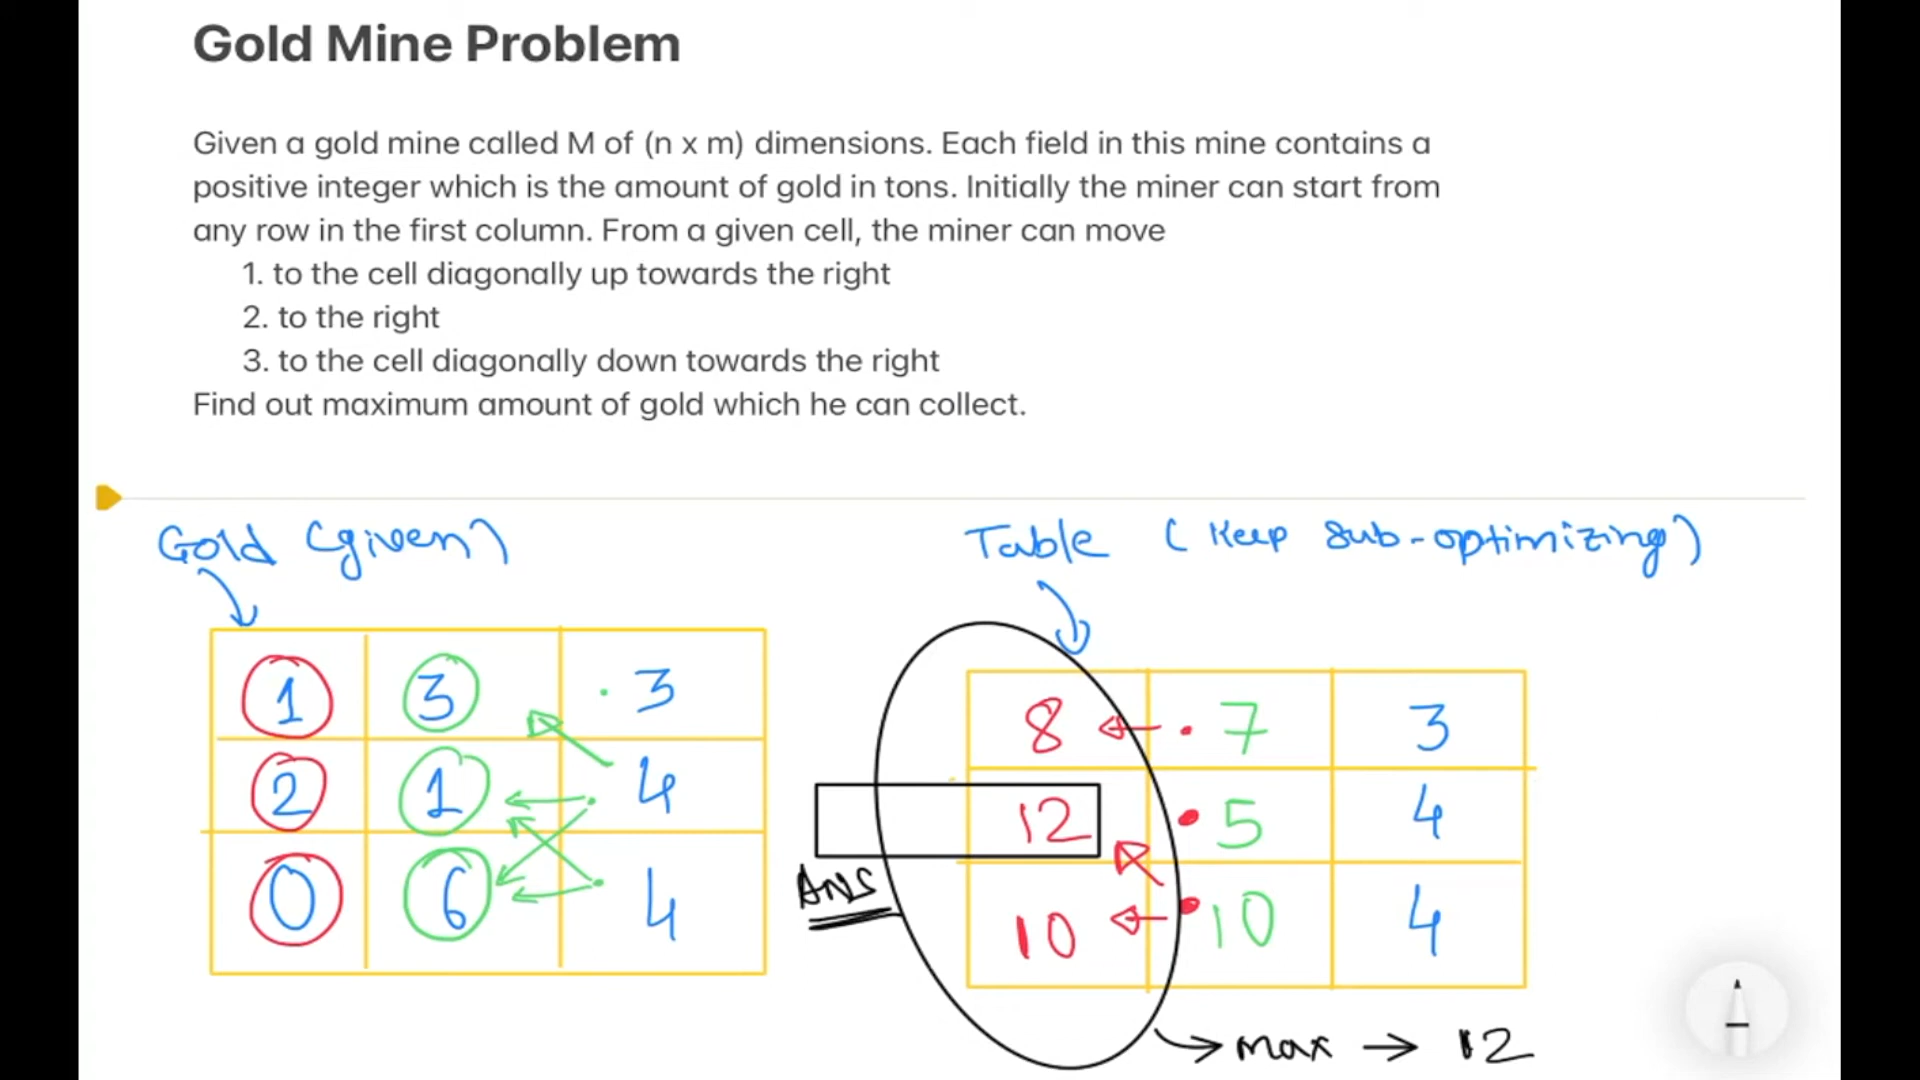 Gold Mine Problem
Given a gold mine called M of (n x m) dimensions. Each field in this mine contains a
positive integer which is the amount of gold in tons. Initially the miner can start from
any row in the first column. From a given cell, the miner can move
1. to the cell diagonally up towards the right
2. to the right
3. to the cell diagonally down towards the right
Find out maximum amount of gold which he can collect.
Gold (given)
Table (Keep Sub-optimizing)
1 3 3
2 1 4
0 6 4
8 7 3
12 5 4
10 10 4
ANS
max → 12